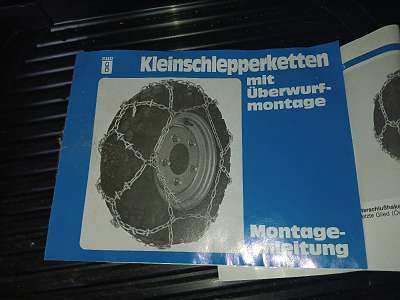 Kleinschlepperketten
mit
Überwurf-
montage
Montage-
anleitung